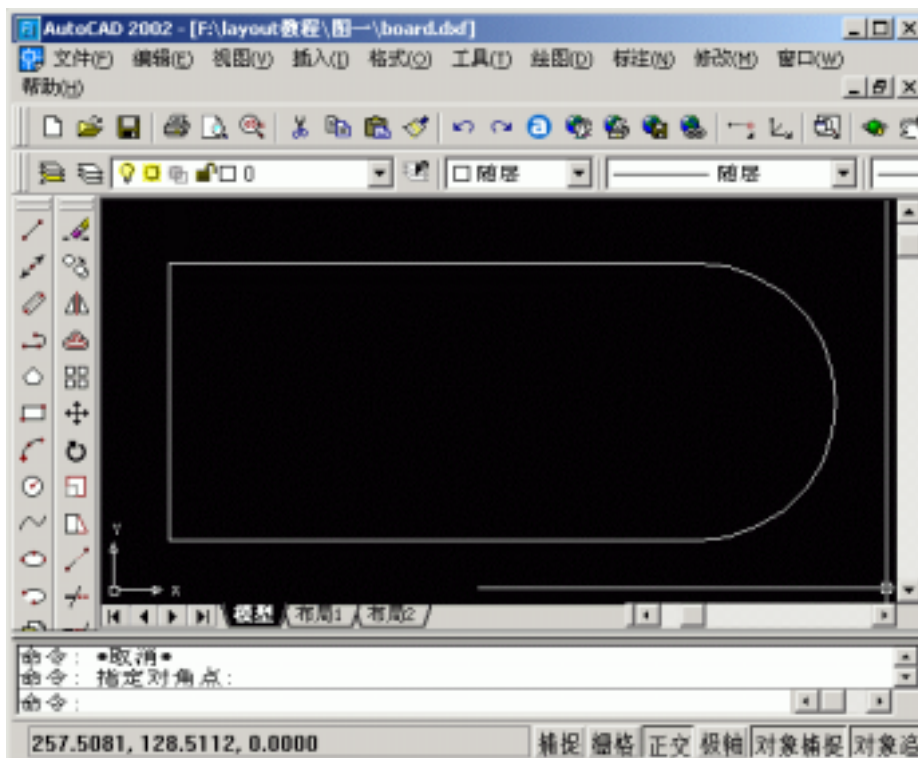 AutoCAD 2002 - [F:\layout教程\图一\board.dxf]
文件(F) 编辑(E) 视图(V) 插入(I) 格式(O) 工具(T) 绘图(D) 标注(N) 修改(M) 窗口(W)
帮助(H)
0 随层 随层
Y
X
模型 布局1 布局2
命令: *取消*
命令: 指定对角点:
命令:
257.5081, 128.5112, 0.0000 捕捉 栅格 正交 极轴 对象捕捉 对象追